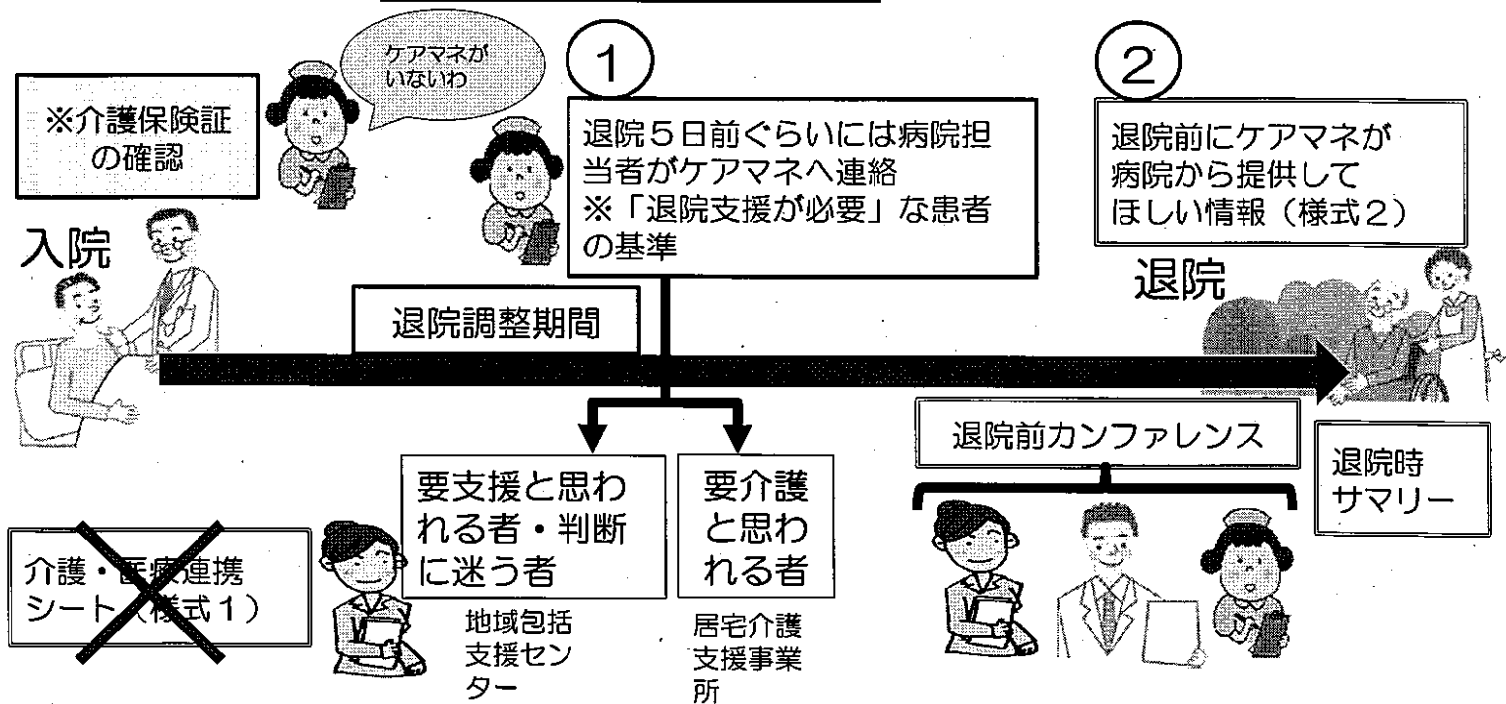 ケアマネが
いないわ
①
②
※介護保険証
の確認
退院５日前ぐらいには病院担
当者がケアマネへ連絡
※「退院支援が必要」な患者
の基準
退院前にケアマネが
病院から提供して
ほしい情報（様式２）
入院
退院
退院調整期間
退院前カンファレンス
退院時
サマリー
要支援と思わ
れる者・判断
に迷う者
要介護
と思わ
れる者
介護・医療連携
シート（様式１）
地域包括
支援セン
ター
居宅介護
支援事業
所